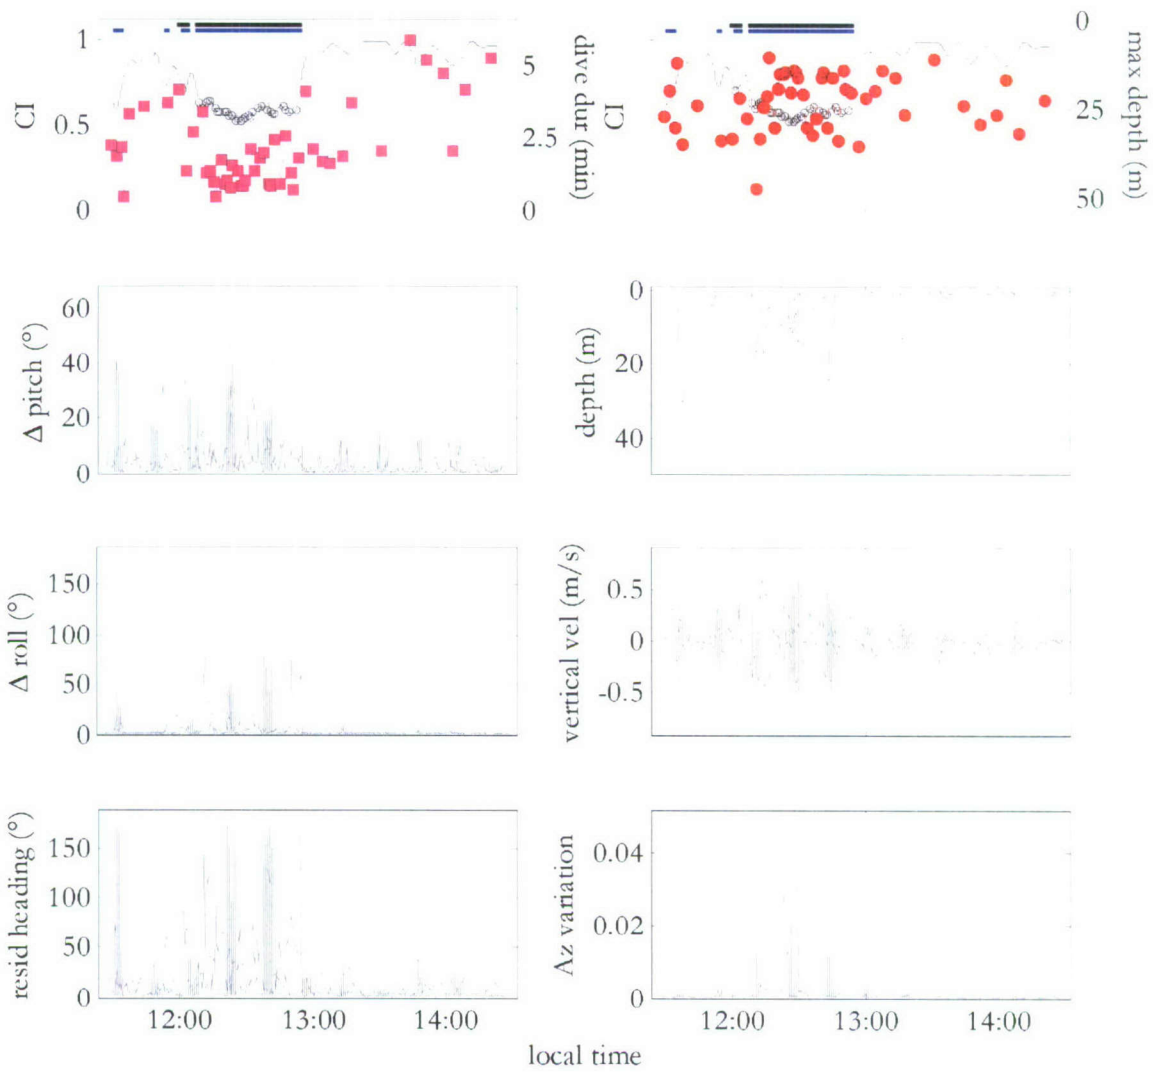 1
0.5
0
CI
5
2.5
0
dive dur (min)
CI
0
25
50
max depth (m)
60
40
20
0
Δ pitch (°)
0
20
40
depth (m)
150
100
50
0
Δ roll (°)
0.5
0
-0.5
vertical vel (m/s)
150
100
50
0
resid heading (°)
0.04
0.02
0
Az variation
12:00 13:00 14:00
12:00 13:00 14:00
local time